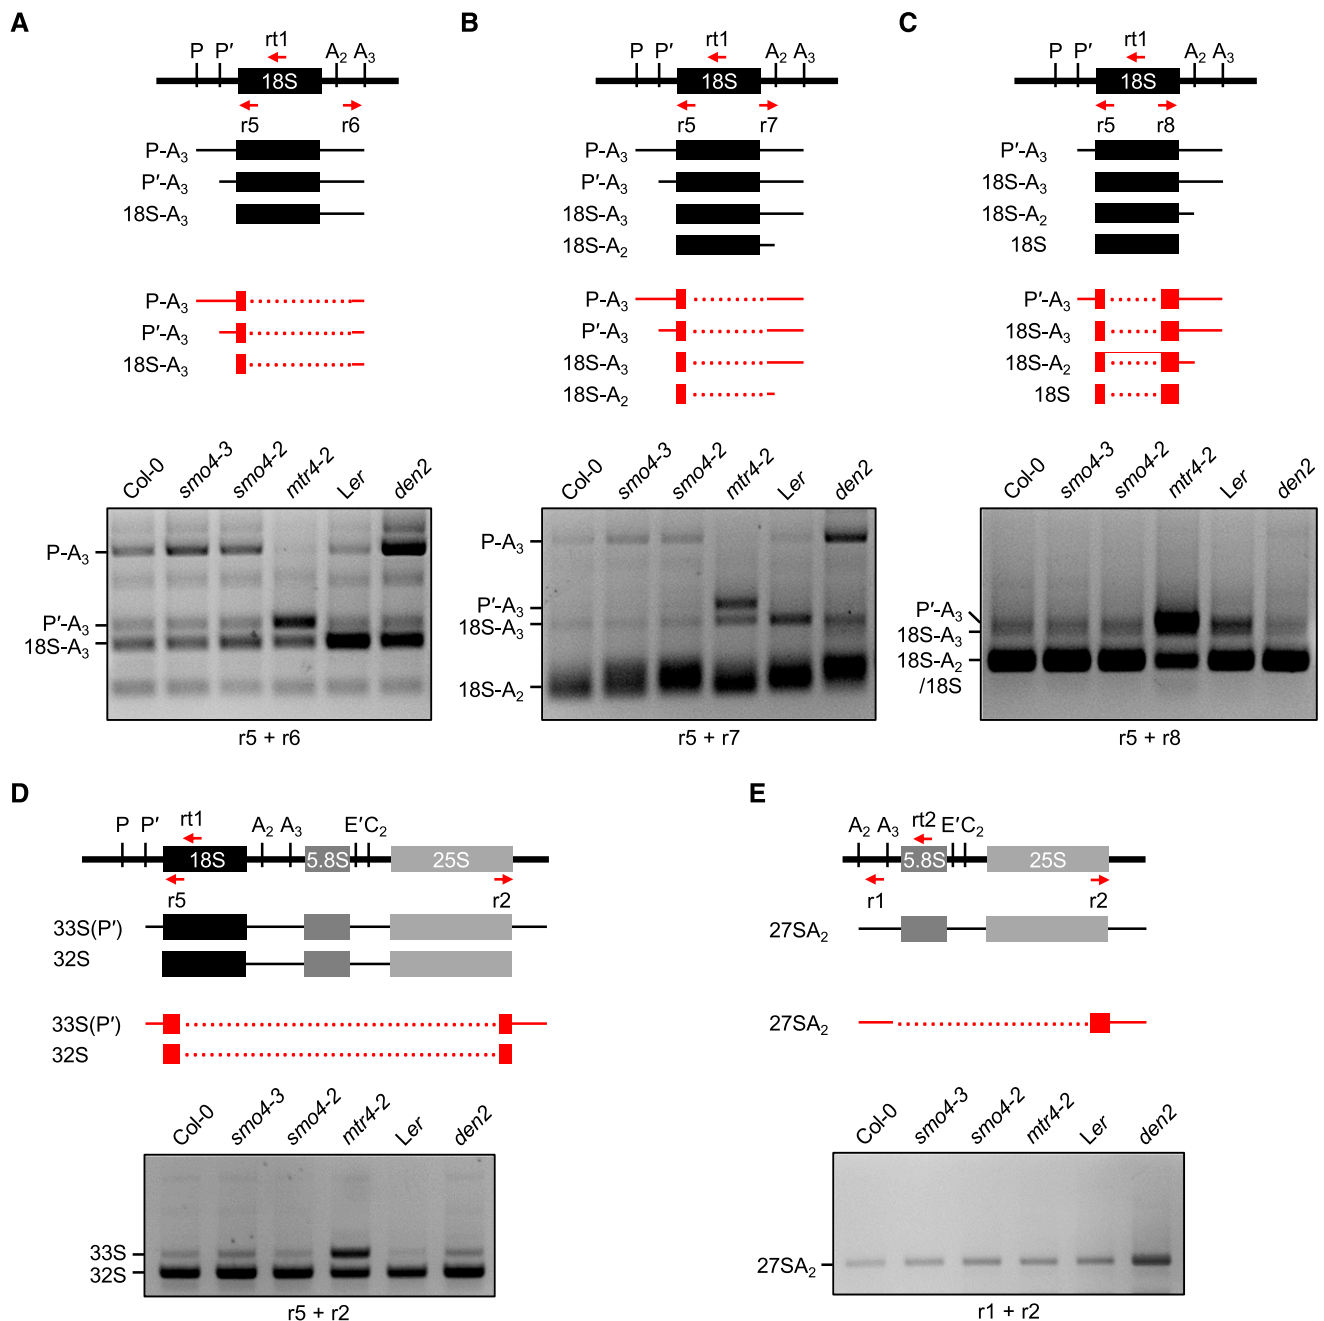 A
P P′ rt1 A₂ A₃
18S
r5 r6
P-A₃
P′-A₃
18S-A₃
P-A₃
P′-A₃
18S-A₃
Col-0 smo4-3 smo4-2 mtr4-2 Ler den2
P-A₃
P′-A₃
18S-A₃
r5 + r6
B
P P′ rt1 A₂ A₃
18S
r5 r7
P-A₃
P′-A₃
18S-A₃
18S-A₂
P-A₃
P′-A₃
18S-A₃
18S-A₂
Col-0 smo4-3 smo4-2 mtr4-2 Ler den2
P-A₃
P′-A₃
18S-A₃
18S-A₂
r5 + r7
C
P P′ rt1 A₂ A₃
18S
r5 r8
P′-A₃
18S-A₃
18S-A₂
18S
P′-A₃
18S-A₃
18S-A₂
18S
Col-0 smo4-3 smo4-2 mtr4-2 Ler den2
P′-A₃
18S-A₃
18S-A₂
/18S
r5 + r8
D
P P′ rt1 A₂ A₃ E′C₂
18S 5.8S 25S
r5 r2
33S(P′)
32S
33S(P′)
32S
Col-0 smo4-3 smo4-2 mtr4-2 Ler den2
33S
32S
r5 + r2
E
A₂ A₃ rt2 E′C₂
5.8S 25S
r1 r2
27SA₂
27SA₂
Col-0 smo4-3 smo4-2 mtr4-2 Ler den2
27SA₂
r1 + r2